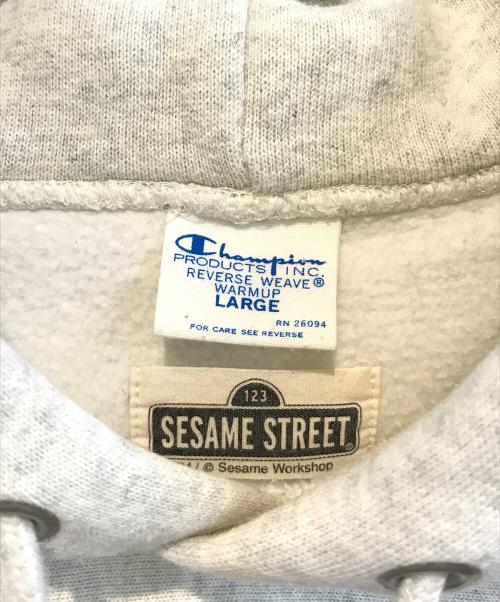 Champion
PRODUCTS INC.
REVERSE WEAVE®
WARMUP
LARGE
RN 26094
FOR CARE SEE REVERSE
123
SESAME STREET®
/ © Sesame Workshop